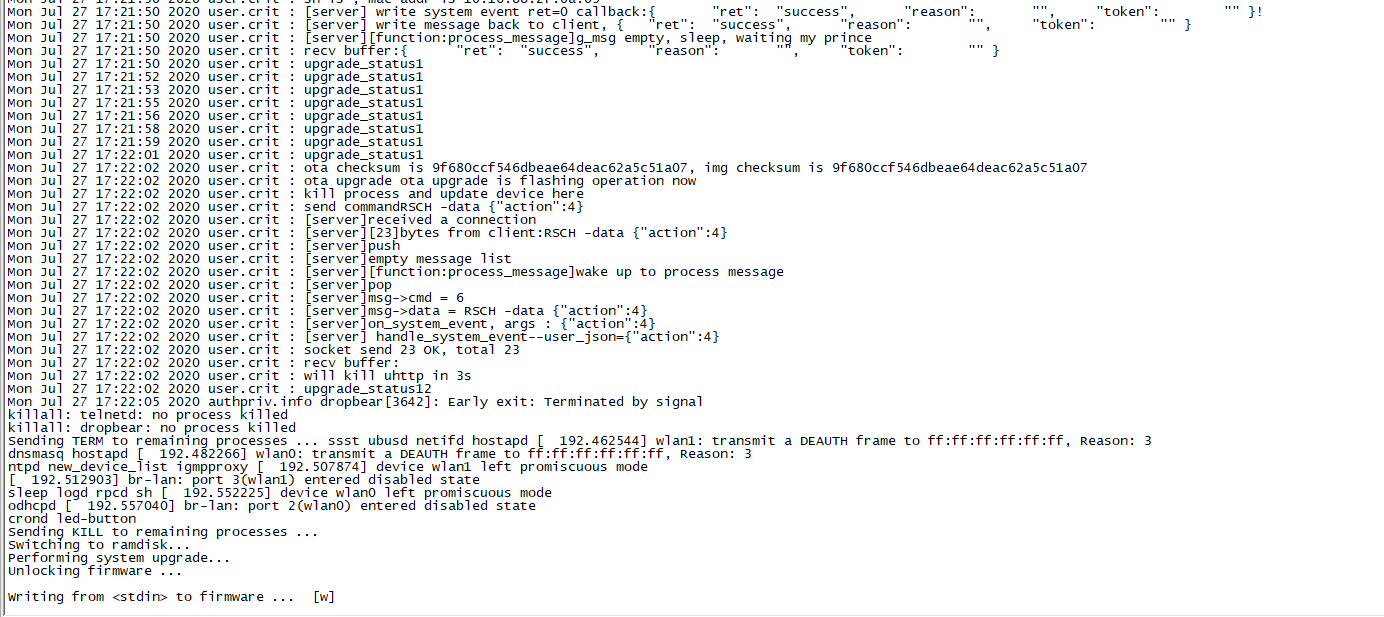 [server] write system event ret=0 callback:{ "ret": "success", "reason": "", "token": "" }!
Mon Jul 27 17:21:50 2020 user.crit : [server] write message back to client, { "ret": "success", "reason": "", "token": "" }
Mon Jul 27 17:21:50 2020 user.crit : [server][function:process_message]g_msg empty, sleep, waiting my prince
Mon Jul 27 17:21:50 2020 user.crit : recv buffer:{ "ret": "success", "reason": "", "token": "" }
Mon Jul 27 17:21:50 2020 user.crit : upgrade_status1
Mon Jul 27 17:21:52 2020 user.crit : upgrade_status1
Mon Jul 27 17:21:53 2020 user.crit : upgrade_status1
Mon Jul 27 17:21:55 2020 user.crit : upgrade_status1
Mon Jul 27 17:21:56 2020 user.crit : upgrade_status1
Mon Jul 27 17:21:58 2020 user.crit : upgrade_status1
Mon Jul 27 17:21:59 2020 user.crit : upgrade_status1
Mon Jul 27 17:22:01 2020 user.crit : upgrade_status1
Mon Jul 27 17:22:02 2020 user.crit : ota checksum is 9f680ccf546dbeae64deac62a5c51a07, img checksum is 9f680ccf546dbeae64deac62a5c51a07
Mon Jul 27 17:22:02 2020 user.crit : ota upgrade ota upgrade is flashing operation now
Mon Jul 27 17:22:02 2020 user.crit : kill process and update device here
Mon Jul 27 17:22:02 2020 user.crit : send commandRSCH -data {"action":4}
Mon Jul 27 17:22:02 2020 user.crit : [server]received a connection
Mon Jul 27 17:22:02 2020 user.crit : [server][23]bytes from client:RSCH -data {"action":4}
Mon Jul 27 17:22:02 2020 user.crit : [server]push
Mon Jul 27 17:22:02 2020 user.crit : [server]empty message list
Mon Jul 27 17:22:02 2020 user.crit : [server][function:process_message]wake up to process message
Mon Jul 27 17:22:02 2020 user.crit : [server]pop
Mon Jul 27 17:22:02 2020 user.crit : [server]msg->cmd = 6
Mon Jul 27 17:22:02 2020 user.crit : [server]msg->data = RSCH -data {"action":4}
Mon Jul 27 17:22:02 2020 user.crit : [server]on_system_event, args : {"action":4}
Mon Jul 27 17:22:02 2020 user.crit : [server] handle_system_event--user_json={"action":4}
Mon Jul 27 17:22:02 2020 user.crit : socket send 23 OK, total 23
Mon Jul 27 17:22:02 2020 user.crit : recv buffer:
Mon Jul 27 17:22:02 2020 user.crit : will kill uhttp in 3s
Mon Jul 27 17:22:02 2020 user.crit : upgrade_status12
Mon Jul 27 17:22:05 2020 authpriv.info dropbear[3642]: Early exit: Terminated by signal
killall: telnetd: no process killed
killall: dropbear: no process killed
Sending TERM to remaining processes ... ssst ubusd netifd hostapd [  192.462544] wlan1: transmit a DEAUTH frame to ff:ff:ff:ff:ff:ff, Reason: 3
dnsmasq hostapd [  192.482266] wlan0: transmit a DEAUTH frame to ff:ff:ff:ff:ff:ff, Reason: 3
ntpd new_device_list igmpproxy [  192.507874] device wlan1 left promiscuous mode
[  192.512903] br-lan: port 3(wlan1) entered disabled state
sleep logd rpcd sh [  192.552225] device wlan0 left promiscuous mode
odhcpd [  192.557040] br-lan: port 2(wlan0) entered disabled state
crond led-button
Sending KILL to remaining processes ...
Switching to ramdisk...
Performing system upgrade...
Unlocking firmware ...
Writing from <stdin> to firmware ...  [w]